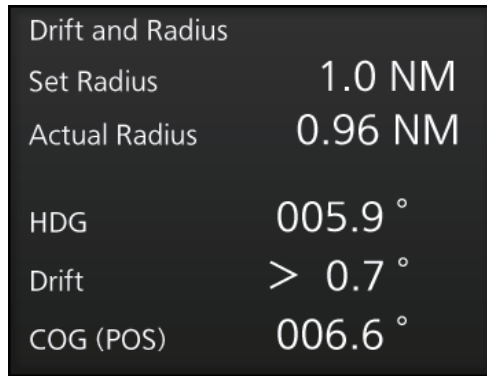 Drift and Radius
Set Radius 1.0 NM
Actual Radius 0.96 NM
HDG 005.9 °
Drift > 0.7 °
COG (POS) 006.6 °